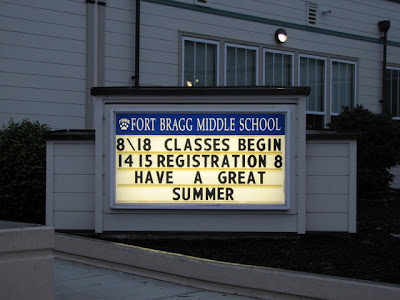 FORT BRAGG MIDDLE SCHOOL
8\18 CLASSES BEGIN
14 15 REGISTRATION 8
HAVE A GREAT
SUMMER